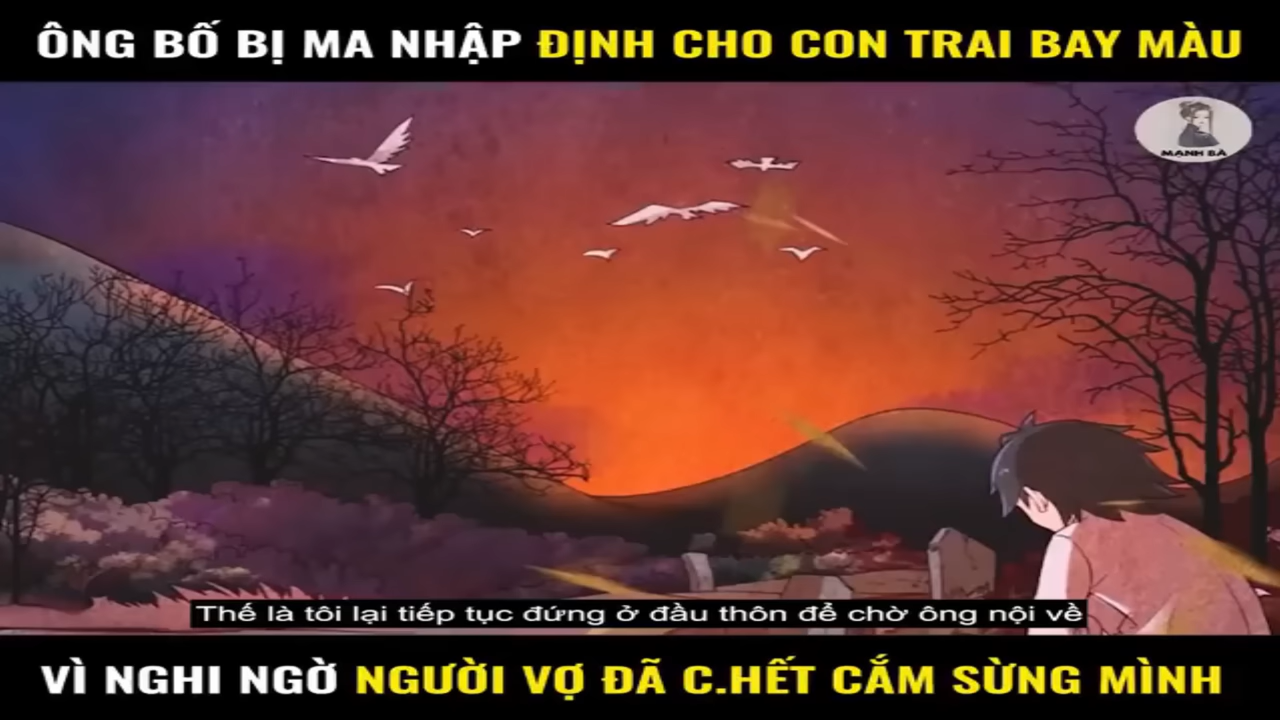 ÔNG BỐ BỊ MA NHẬP ĐỊNH CHO CON TRAI BAY MÀU
MẠNH BÀ
Thế là tôi lại tiếp tục đứng ở đầu thôn để chờ ông nội về
VÌ NGHI NGỜ NGƯỜI VỢ ĐÃ C.HẾT CẮM SỪNG MÌNH